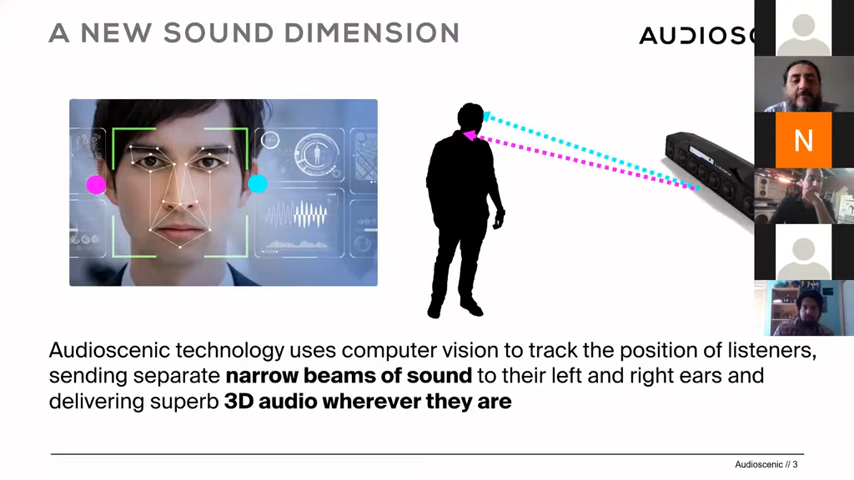 A NEW SOUND DIMENSION
AUDIOSC
N
Audioscenic technology uses computer vision to track the position of listeners,
sending separate narrow beams of sound to their left and right ears and
delivering superb 3D audio wherever they are
Audioscenic // 3